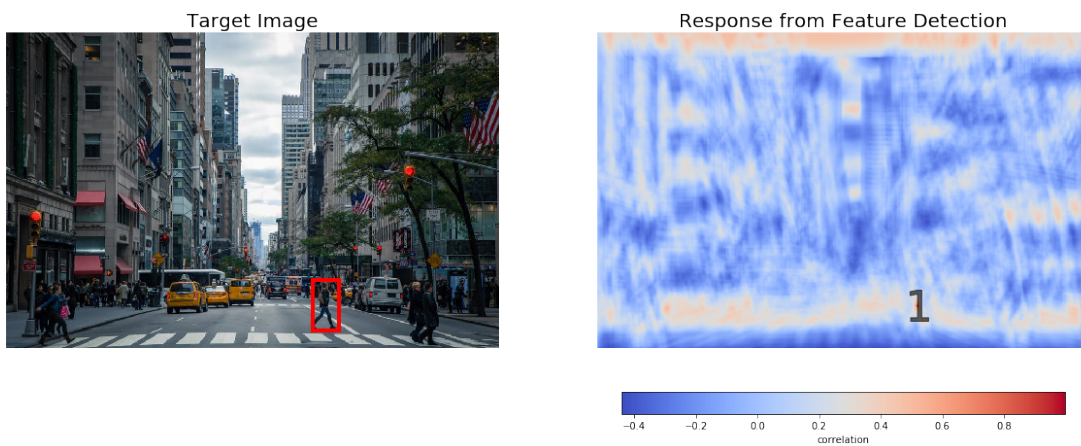 Target Image
Response from Feature Detection
1
−0.4 −0.2 0.0 0.2 0.4 0.6 0.8
correlation